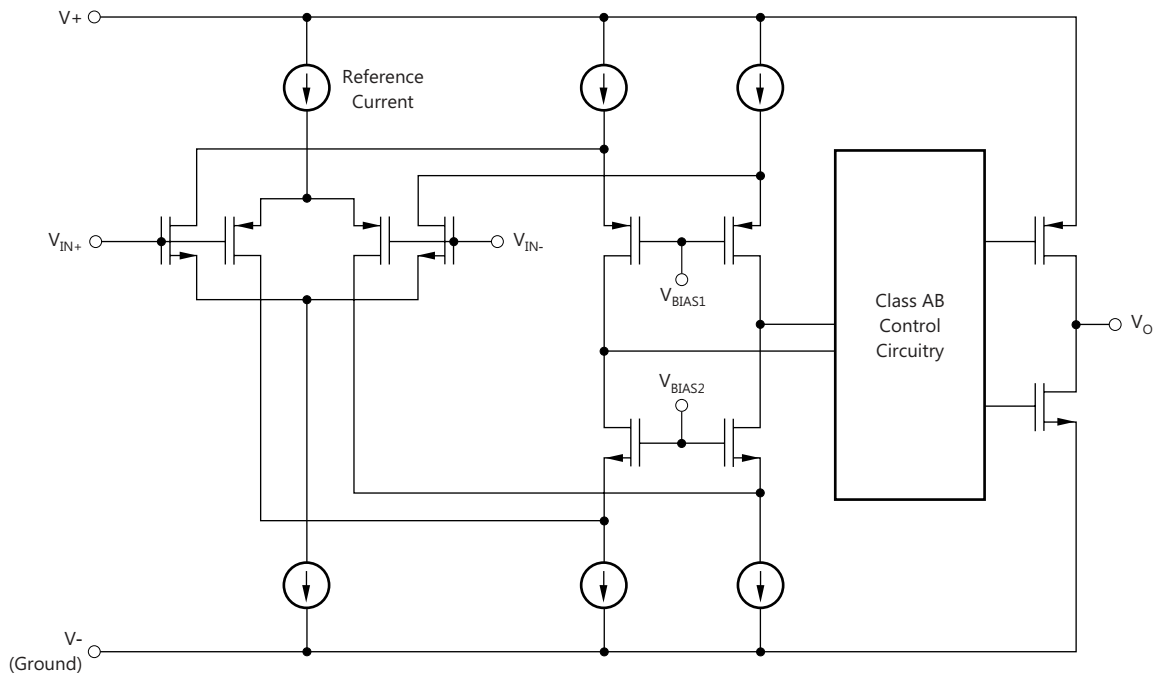 V+
Reference
Current
VIN+
VIN-
VBIAS1
VBIAS2
Class AB
Control
Circuitry
VO
V-
(Ground)